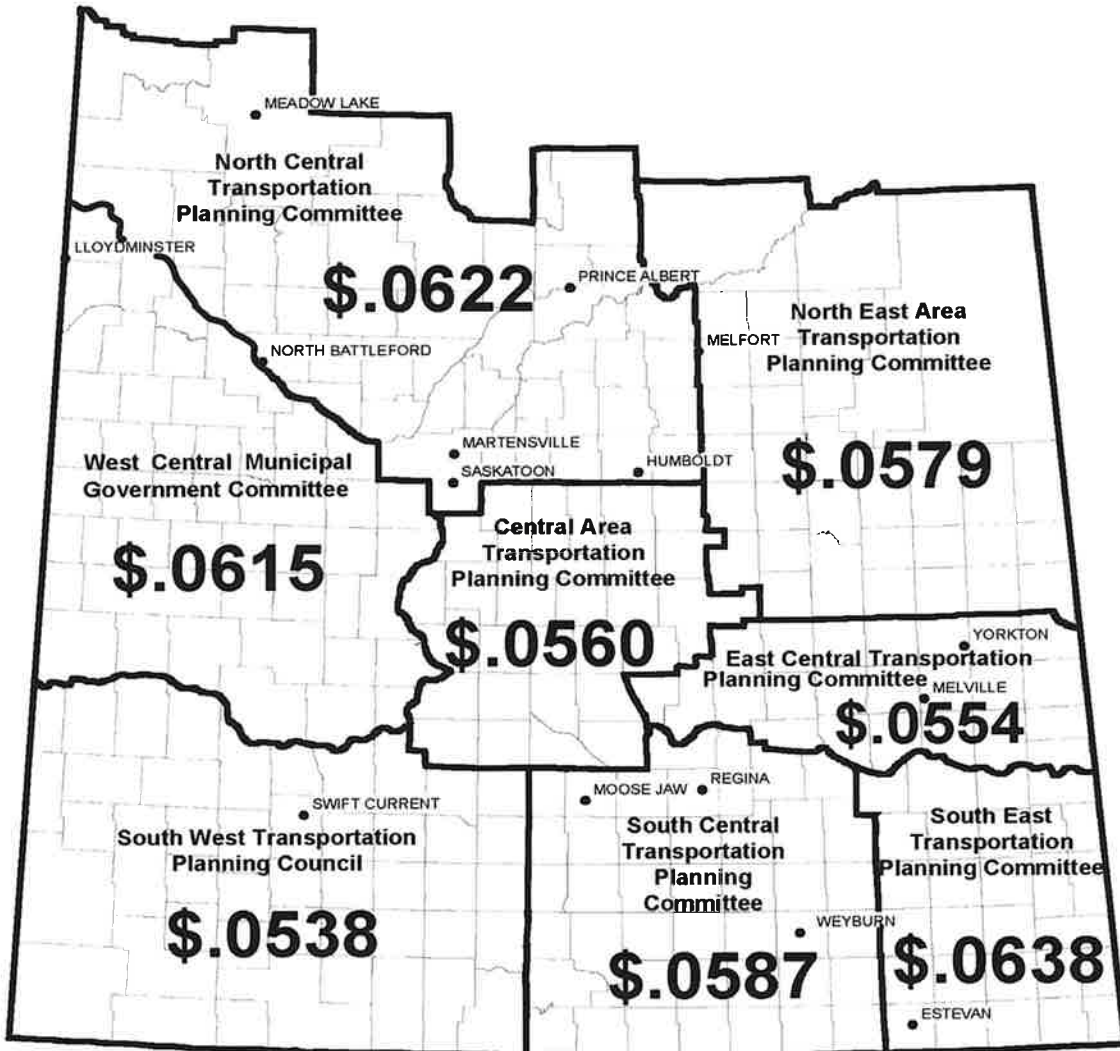 MEADOW LAKE
North Central
Transportation
Planning Committee
LLOYDMINSTER
$.0622
PRINCE ALBERT
NORTH BATTLEFORD
MELFORT
North East Area
Transportation
Planning Committee
$.0579
MARTENSVILLE
SASKATOON
HUMBOLDT
West Central Municipal
Government Committee
$.0615
Central Area
Transportation
Planning Committee
$.0560
YORKTON
East Central Transportation
Planning Committee
MELVILLE
$.0554
SWIFT CURRENT
South West Transportation
Planning Council
$.0538
MOOSE JAW
REGINA
South Central
Transportation
Planning
Committee
WEYBURN
$.0587
South East
Transportation
Planning Committee
$.0638
ESTEVAN